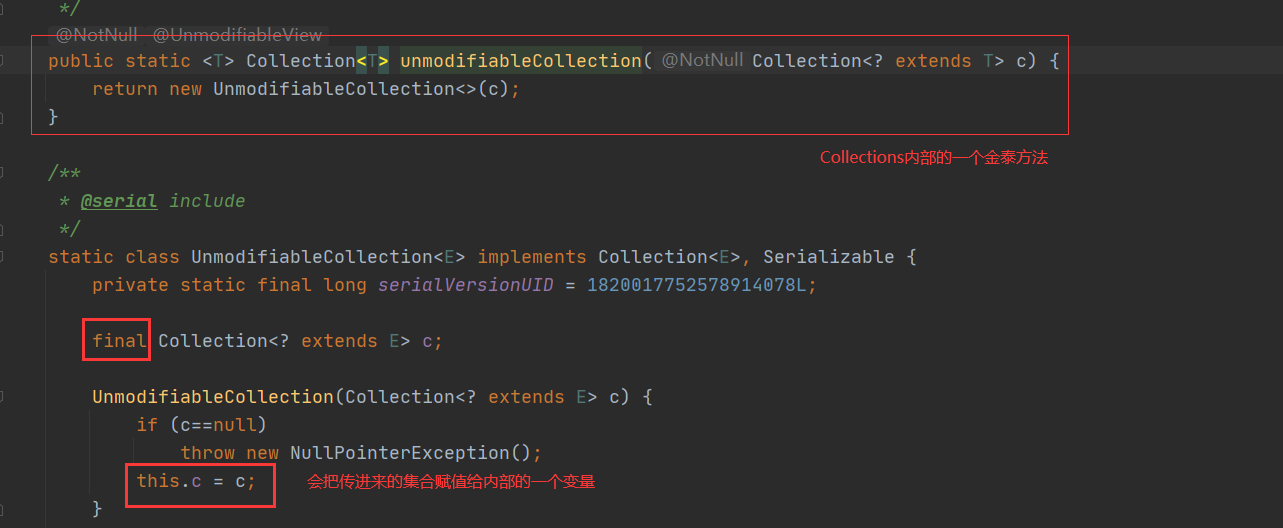 */
@NotNull @UnmodifiableView
public static <T> Collection<T> unmodifiableCollection( @NotNull Collection<? extends T> c) {
return new UnmodifiableCollection<>(c);
}
Collections内部的一个金泰方法
/**
* @serial include
*/
static class UnmodifiableCollection<E> implements Collection<E>, Serializable {
private static final long serialVersionUID = 1820017752578914078L;
final Collection<? extends E> c;
UnmodifiableCollection(Collection<? extends E> c) {
if (c==null)
throw new NullPointerException();
this.c = c; 会把传进来的集合赋值给内部的一个变量
}